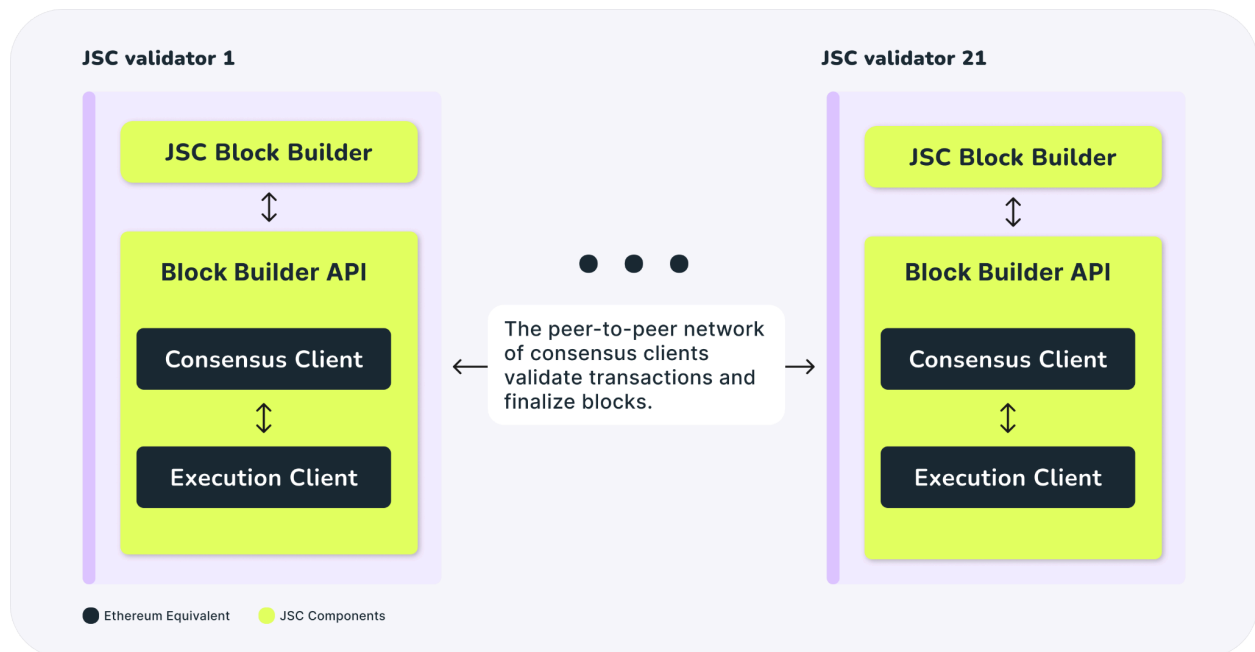 JSC validator 1
JSC Block Builder
Block Builder API
Consensus Client
Execution Client
The peer-to-peer network
of consensus clients
validate transactions and
finalize blocks.
JSC validator 21
JSC Block Builder
Block Builder API
Consensus Client
Execution Client
Ethereum Equivalent
JSC Components